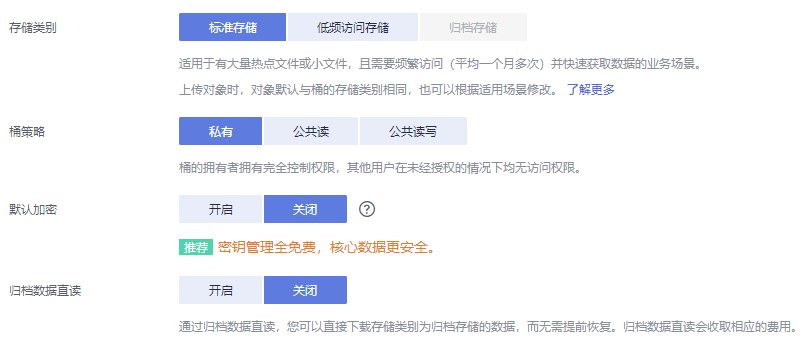 存储类别 标准存储 低频访问存储 归档存储
适用于有大量热点文件或小文件，且需要频繁访问（平均一个月多次）并快速获取数据的业务场景。
上传对象时，对象默认与桶的存储类别相同，也可以根据适用场景修改。 了解更多
桶策略 私有 公共读 公共读写
桶的拥有者拥有完全控制权限，其他用户在未经授权的情况下均无访问权限。
默认加密 开启 关闭 ?
推荐 密钥管理全免费，核心数据更安全。
归档数据直读 开启 关闭
通过归档数据直读，您可以直接下载存储类别为归档存储的数据，而无需提前恢复。归档数据直读会收取相应的费用。